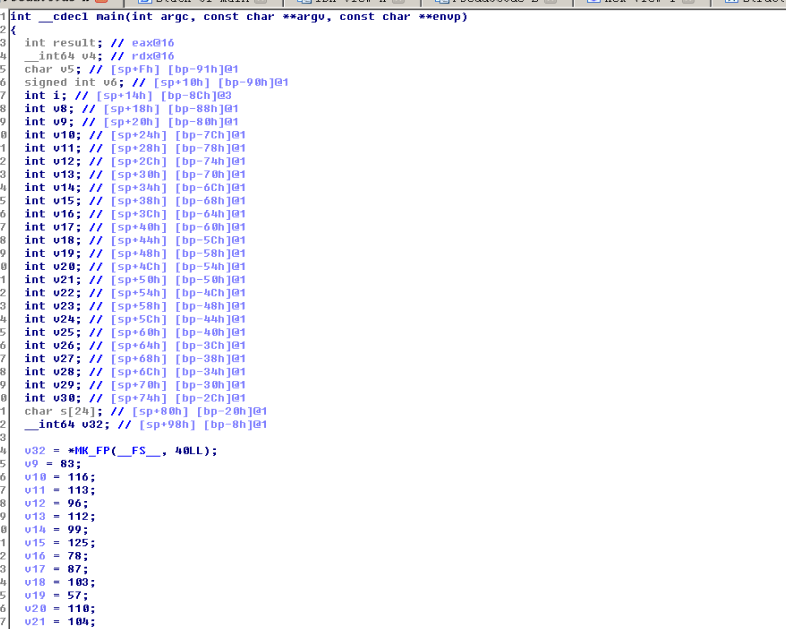 1 int __cdecl main(int argc, const char **argv, const char **envp)
2 {
3 int result; // eax@16
4 __int64 v4; // rdx@16
5 char v5; // [sp+Fh] [bp-91h]@1
6 signed int v6; // [sp+10h] [bp-90h]@1
7 int i; // [sp+14h] [bp-8Ch]@3
8 int v8; // [sp+18h] [bp-88h]@1
9 int v9; // [sp+20h] [bp-80h]@1
0 int v10; // [sp+24h] [bp-7Ch]@1
1 int v11; // [sp+28h] [bp-78h]@1
2 int v12; // [sp+2Ch] [bp-74h]@1
3 int v13; // [sp+30h] [bp-70h]@1
4 int v14; // [sp+34h] [bp-6Ch]@1
5 int v15; // [sp+38h] [bp-68h]@1
6 int v16; // [sp+3Ch] [bp-64h]@1
7 int v17; // [sp+40h] [bp-60h]@1
8 int v18; // [sp+44h] [bp-5Ch]@1
9 int v19; // [sp+48h] [bp-58h]@1
0 int v20; // [sp+4Ch] [bp-54h]@1
1 int v21; // [sp+50h] [bp-50h]@1
2 int v22; // [sp+54h] [bp-4Ch]@1
3 int v23; // [sp+58h] [bp-48h]@1
4 int v24; // [sp+5Ch] [bp-44h]@1
5 int v25; // [sp+60h] [bp-40h]@1
6 int v26; // [sp+64h] [bp-3Ch]@1
7 int v27; // [sp+68h] [bp-38h]@1
8 int v28; // [sp+6Ch] [bp-34h]@1
9 int v29; // [sp+70h] [bp-30h]@1
0 int v30; // [sp+74h] [bp-2Ch]@1
1 char s[24]; // [sp+80h] [bp-20h]@1
2 __int64 v32; // [sp+98h] [bp-8h]@1
3
4 v32 = *MK_FP(__FS__, 40LL);
5 v9 = 83;
6 v10 = 116;
7 v11 = 113;
8 v12 = 96;
9 v13 = 112;
0 v14 = 99;
1 v15 = 125;
2 v16 = 78;
3 v17 = 87;
4 v18 = 103;
5 v19 = 57;
6 v20 = 110;
7 v21 = 104;